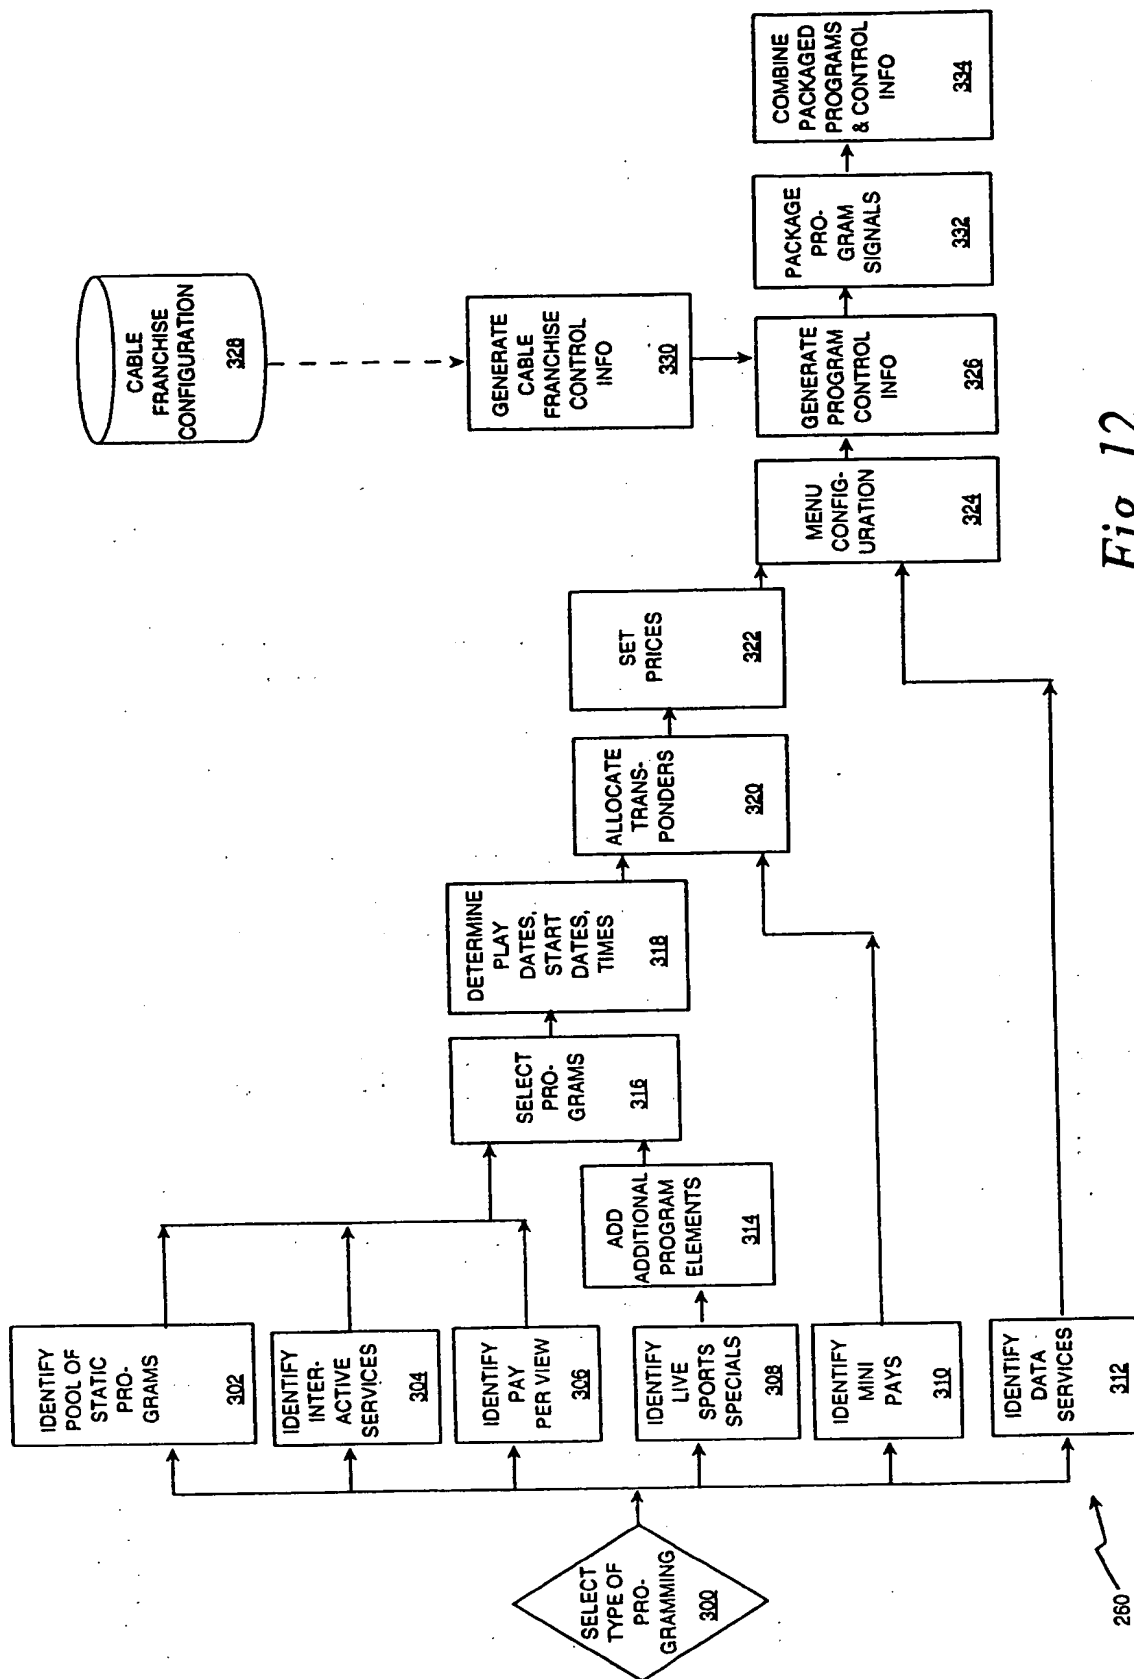 SELECT
TYPE OF
PRO-
GRAMMING
300
IDENTIFY
POOL OF
STATIC
PRO-
GRAMS
302
IDENTIFY
INTER-
ACTIVE
SERVICES
304
IDENTIFY
PAY
PER VIEW
306
IDENTIFY
LIVE
SPORTS
SPECIALS
308
IDENTIFY
MINI
PAYS
310
IDENTIFY
DATA
SERVICES
312
ADD
ADDITIONAL
PROGRAM
ELEMENTS
314
SELECT
PRO-
GRAMS
316
DETERMINE
PLAY
DATES,
START
DATES,
TIMES
318
ALLOCATE
TRANS-
PONDERS
320
SET
PRICES
322
MENU
CONFIG-
URATION
324
CABLE
FRANCHISE
CONFIGURATION
328
GENERATE
CABLE
FRANCHISE
CONTROL
INFO
330
GENERATE
PROGRAM
CONTROL
INFO
326
PACKAGE
PRO-
GRAM
SIGNALS
332
COMBINE
PACKAGED
PROGRAMS
& CONTROL
INFO
334
260
Fig. 12